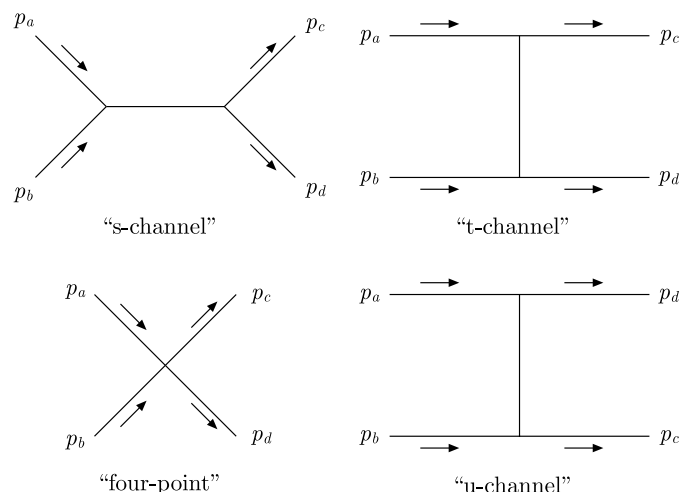 p_a p_c p_a p_c
p_b p_d p_b p_d
“s-channel” “t-channel”
p_a p_c p_a p_d
p_b p_d p_b p_c
“four-point” “u-channel”